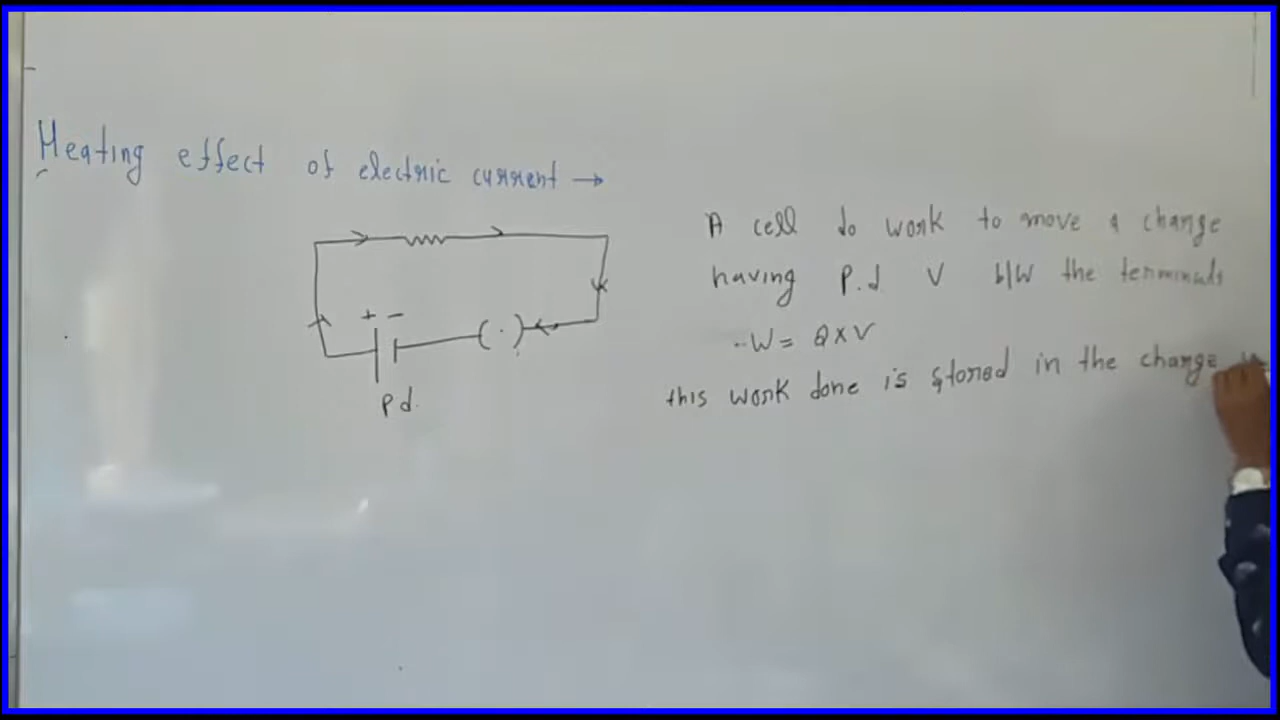 Heating effect of electric current →
+ -
P d.
A cell do work to move a charge
having P.d V b/w the terminals
∴ W = Q×V
this work done is stored in the charge